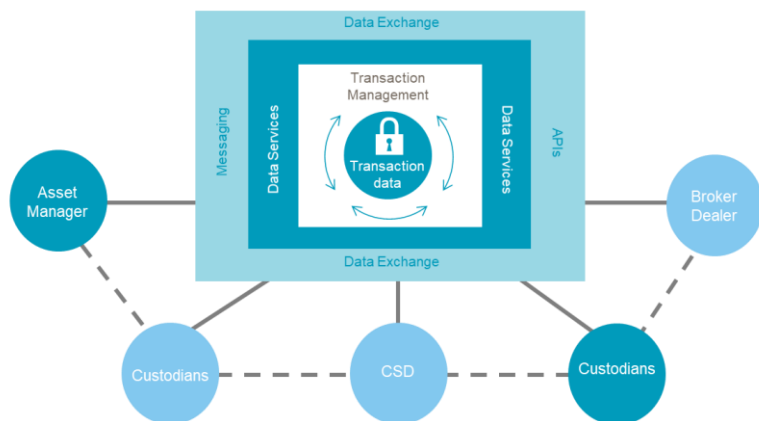 Data Exchange
Transaction
Management
Messaging
Data Services
Transaction
data
Data Services
APIs
Asset
Manager
Broker
Dealer
Data Exchange
Custodians
CSD
Custodians